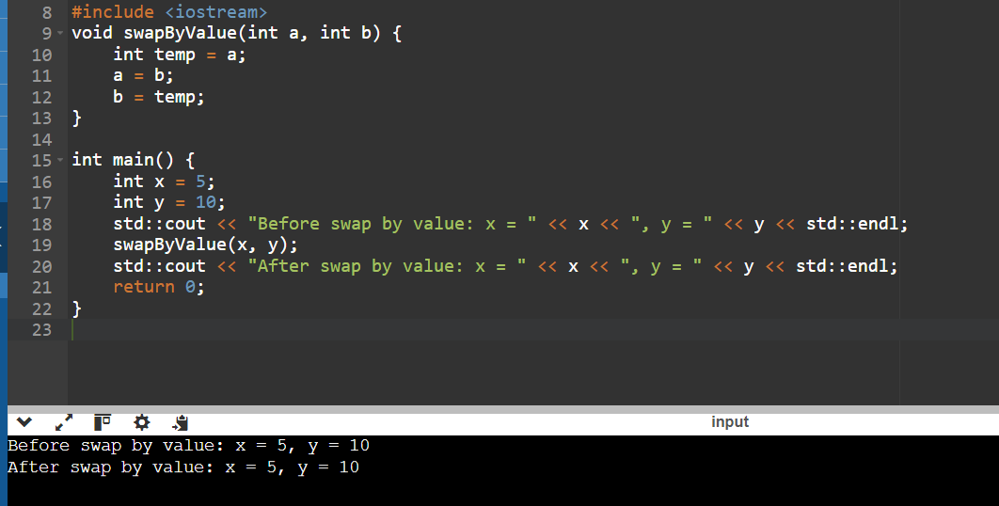 8 #include <iostream>
9 void swapByValue(int a, int b) {
10     int temp = a;
11     a = b;
12     b = temp;
13 }
14
15 int main() {
16     int x = 5;
17     int y = 10;
18     std::cout << "Before swap by value: x = " << x << ", y = " << y << std::endl;
19     swapByValue(x, y);
20     std::cout << "After swap by value: x = " << x << ", y = " << y << std::endl;
21     return 0;
22 }
23
input
Before swap by value: x = 5, y = 10
After swap by value: x = 5, y = 10